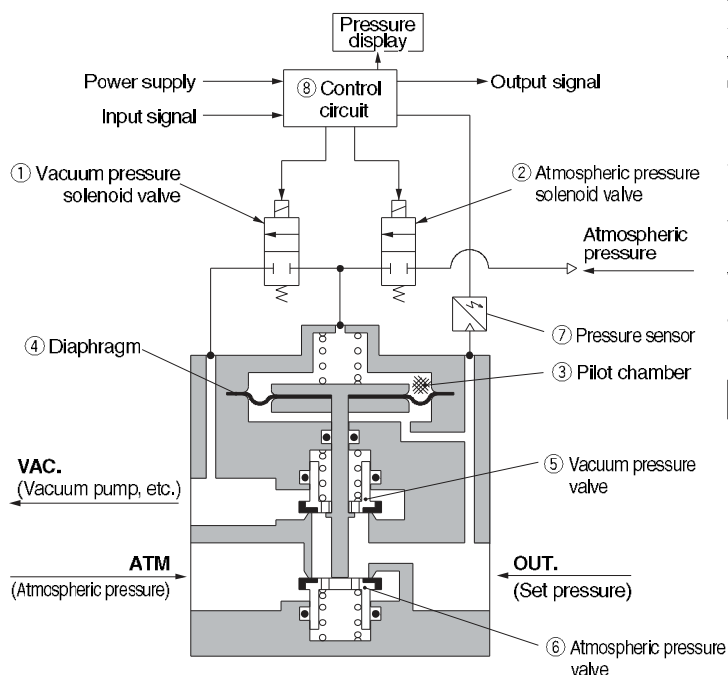 Pressure
display
Power supply
Input signal
⑧ Control
circuit
Output signal
① Vacuum pressure
solenoid valve
② Atmospheric pressure
solenoid valve
Atmospheric
pressure
⑦ Pressure sensor
④ Diaphragm
③ Pilot chamber
VAC.
(Vacuum pump, etc.)
⑤ Vacuum pressure
valve
ATM
(Atmospheric pressure)
OUT.
(Set pressure)
⑥ Atmospheric pressure
valve